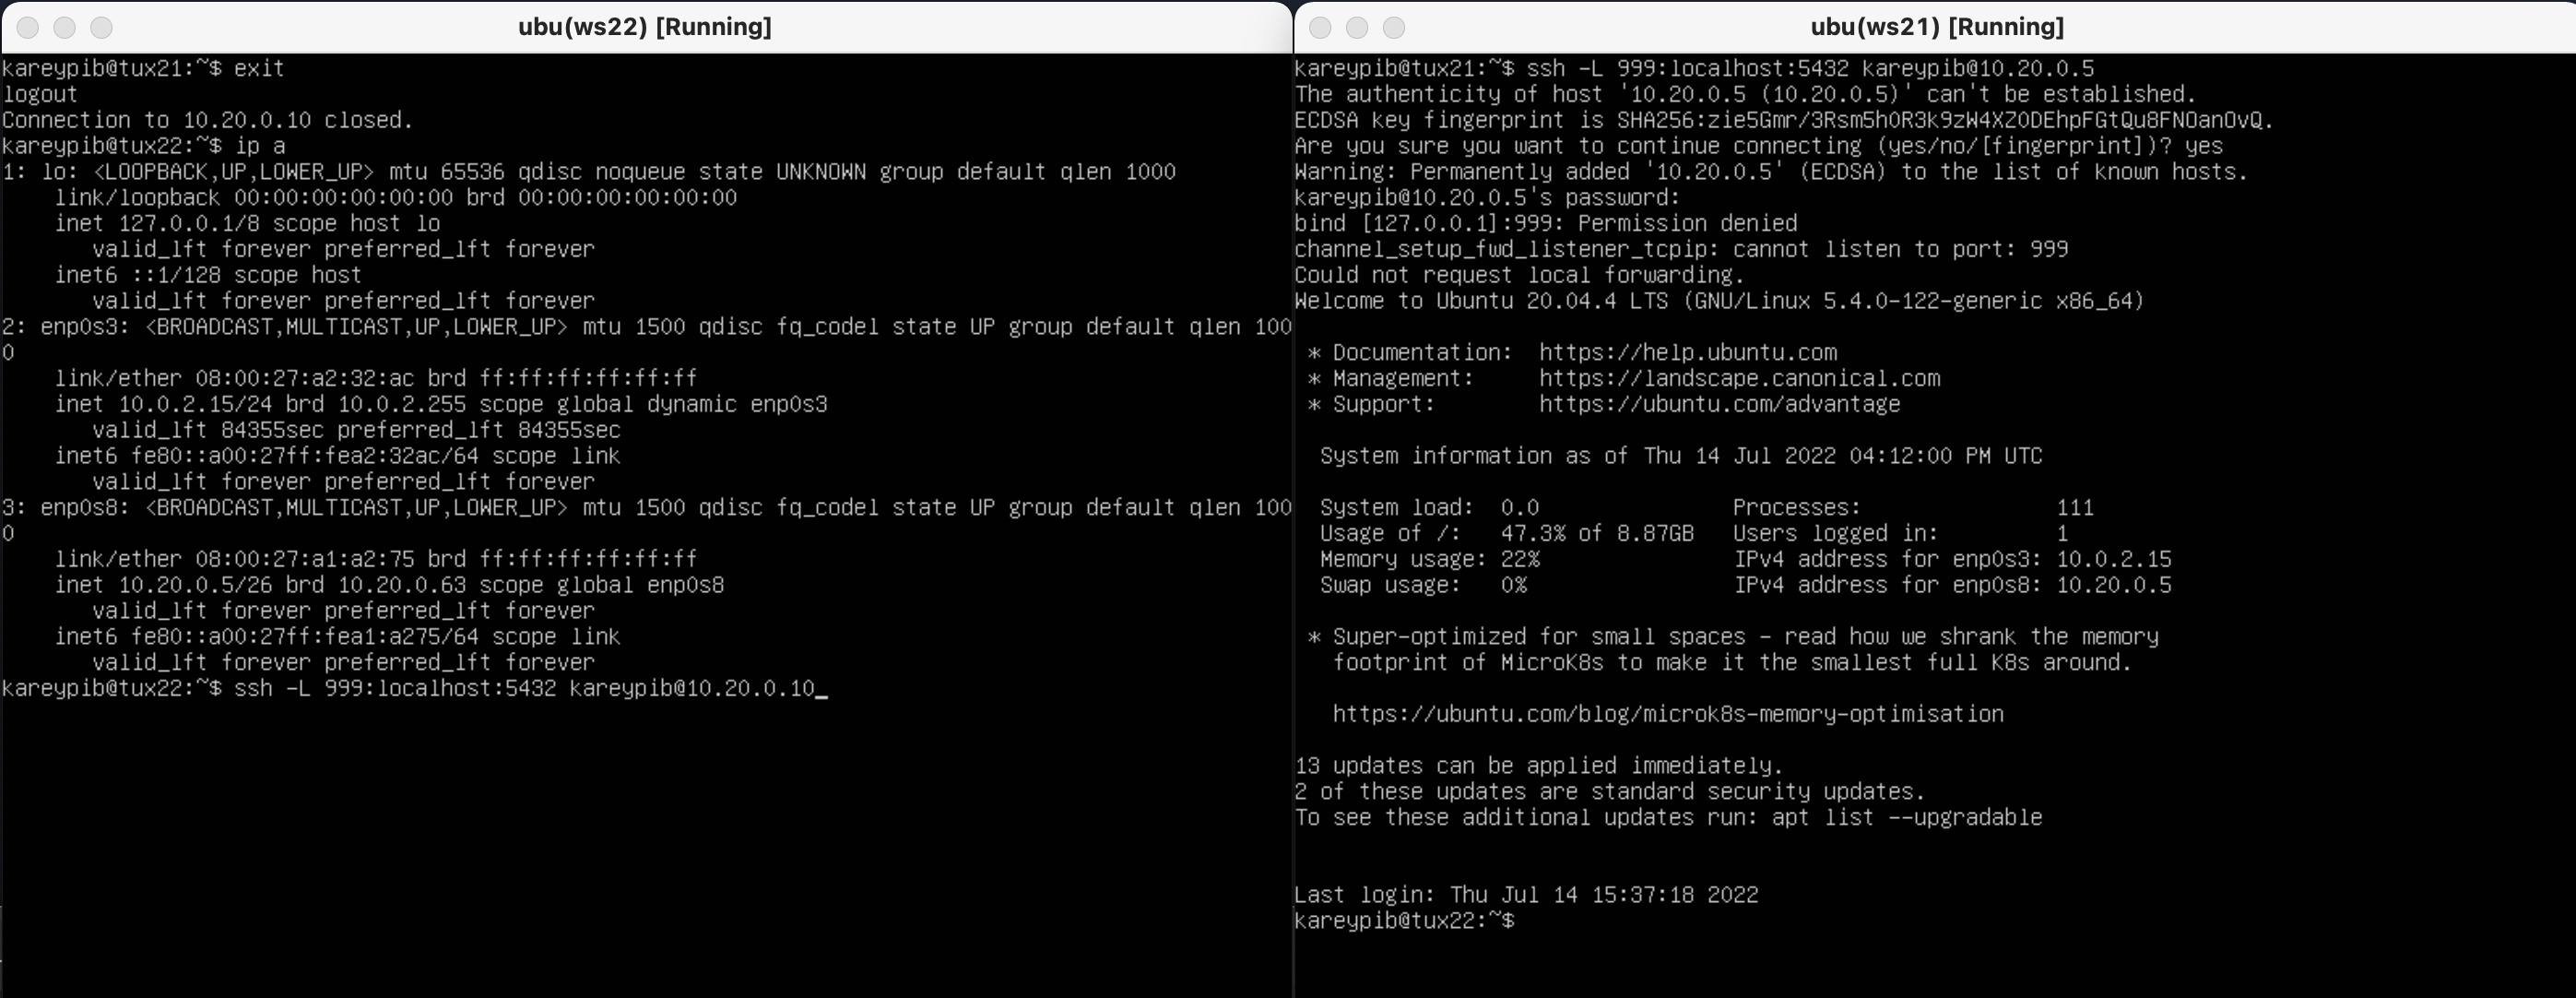 ubu(ws22) [Running]
kareypib@tux21:~$ exit
logout
Connection to 10.20.0.10 closed.
kareypib@tux22:~$ ip a
1: lo: <LOOPBACK,UP,LOWER_UP> mtu 65536 qdisc noqueue state UNKNOWN group default qlen 1000
    link/loopback 00:00:00:00:00:00 brd 00:00:00:00:00:00
    inet 127.0.0.1/8 scope host lo
       valid_lft forever preferred_lft forever
    inet6 ::1/128 scope host
       valid_lft forever preferred_lft forever
2: enp0s3: <BROADCAST,MULTICAST,UP,LOWER_UP> mtu 1500 qdisc fq_codel state UP group default qlen 100
0
    link/ether 08:00:27:a2:32:ac brd ff:ff:ff:ff:ff:ff
    inet 10.0.2.15/24 brd 10.0.2.255 scope global dynamic enp0s3
       valid_lft 84355sec preferred_lft 84355sec
    inet6 fe80::a00:27ff:fea2:32ac/64 scope link
       valid_lft forever preferred_lft forever
3: enp0s8: <BROADCAST,MULTICAST,UP,LOWER_UP> mtu 1500 qdisc fq_codel state UP group default qlen 100
0
    link/ether 08:00:27:a1:a2:75 brd ff:ff:ff:ff:ff:ff
    inet 10.20.0.5/26 brd 10.20.0.63 scope global enp0s8
       valid_lft forever preferred_lft forever
    inet6 fe80::a00:27ff:fea1:a275/64 scope link
       valid_lft forever preferred_lft forever
kareypib@tux22:~$ ssh -L 999:localhost:5432 kareypib@10.20.0.10_
ubu(ws21) [Running]
kareypib@tux21:~$ ssh -L 999:localhost:5432 kareypib@10.20.0.5
The authenticity of host '10.20.0.5 (10.20.0.5)' can't be established.
ECDSA key fingerprint is SHA256:zie5Gmr/3Rsm5hOR3k9zW4XZ0DEhpFGtQu8FNOanOvQ.
Are you sure you want to continue connecting (yes/no/[fingerprint])? yes
Warning: Permanently added '10.20.0.5' (ECDSA) to the list of known hosts.
kareypib@10.20.0.5's password:
bind [127.0.0.1]:999: Permission denied
channel_setup_fwd_listener_tcpip: cannot listen to port: 999
Could not request local forwarding.
Welcome to Ubuntu 20.04.4 LTS (GNU/Linux 5.4.0-122-generic x86_64)
 * Documentation:  https://help.ubuntu.com
 * Management:     https://landscape.canonical.com
 * Support:        https://ubuntu.com/advantage
  System information as of Thu 14 Jul 2022 04:12:00 PM UTC
  System load:  0.0               Processes:               111
  Usage of /:   47.3% of 8.87GB   Users logged in:         1
  Memory usage: 22%               IPv4 address for enp0s3: 10.0.2.15
  Swap usage:   0%                IPv4 address for enp0s8: 10.20.0.5
 * Super-optimized for small spaces - read how we shrank the memory
   footprint of MicroK8s to make it the smallest full K8s around.
   https://ubuntu.com/blog/microk8s-memory-optimisation
13 updates can be applied immediately.
2 of these updates are standard security updates.
To see these additional updates run: apt list --upgradable
Last login: Thu Jul 14 15:37:18 2022
kareypib@tux22:~$